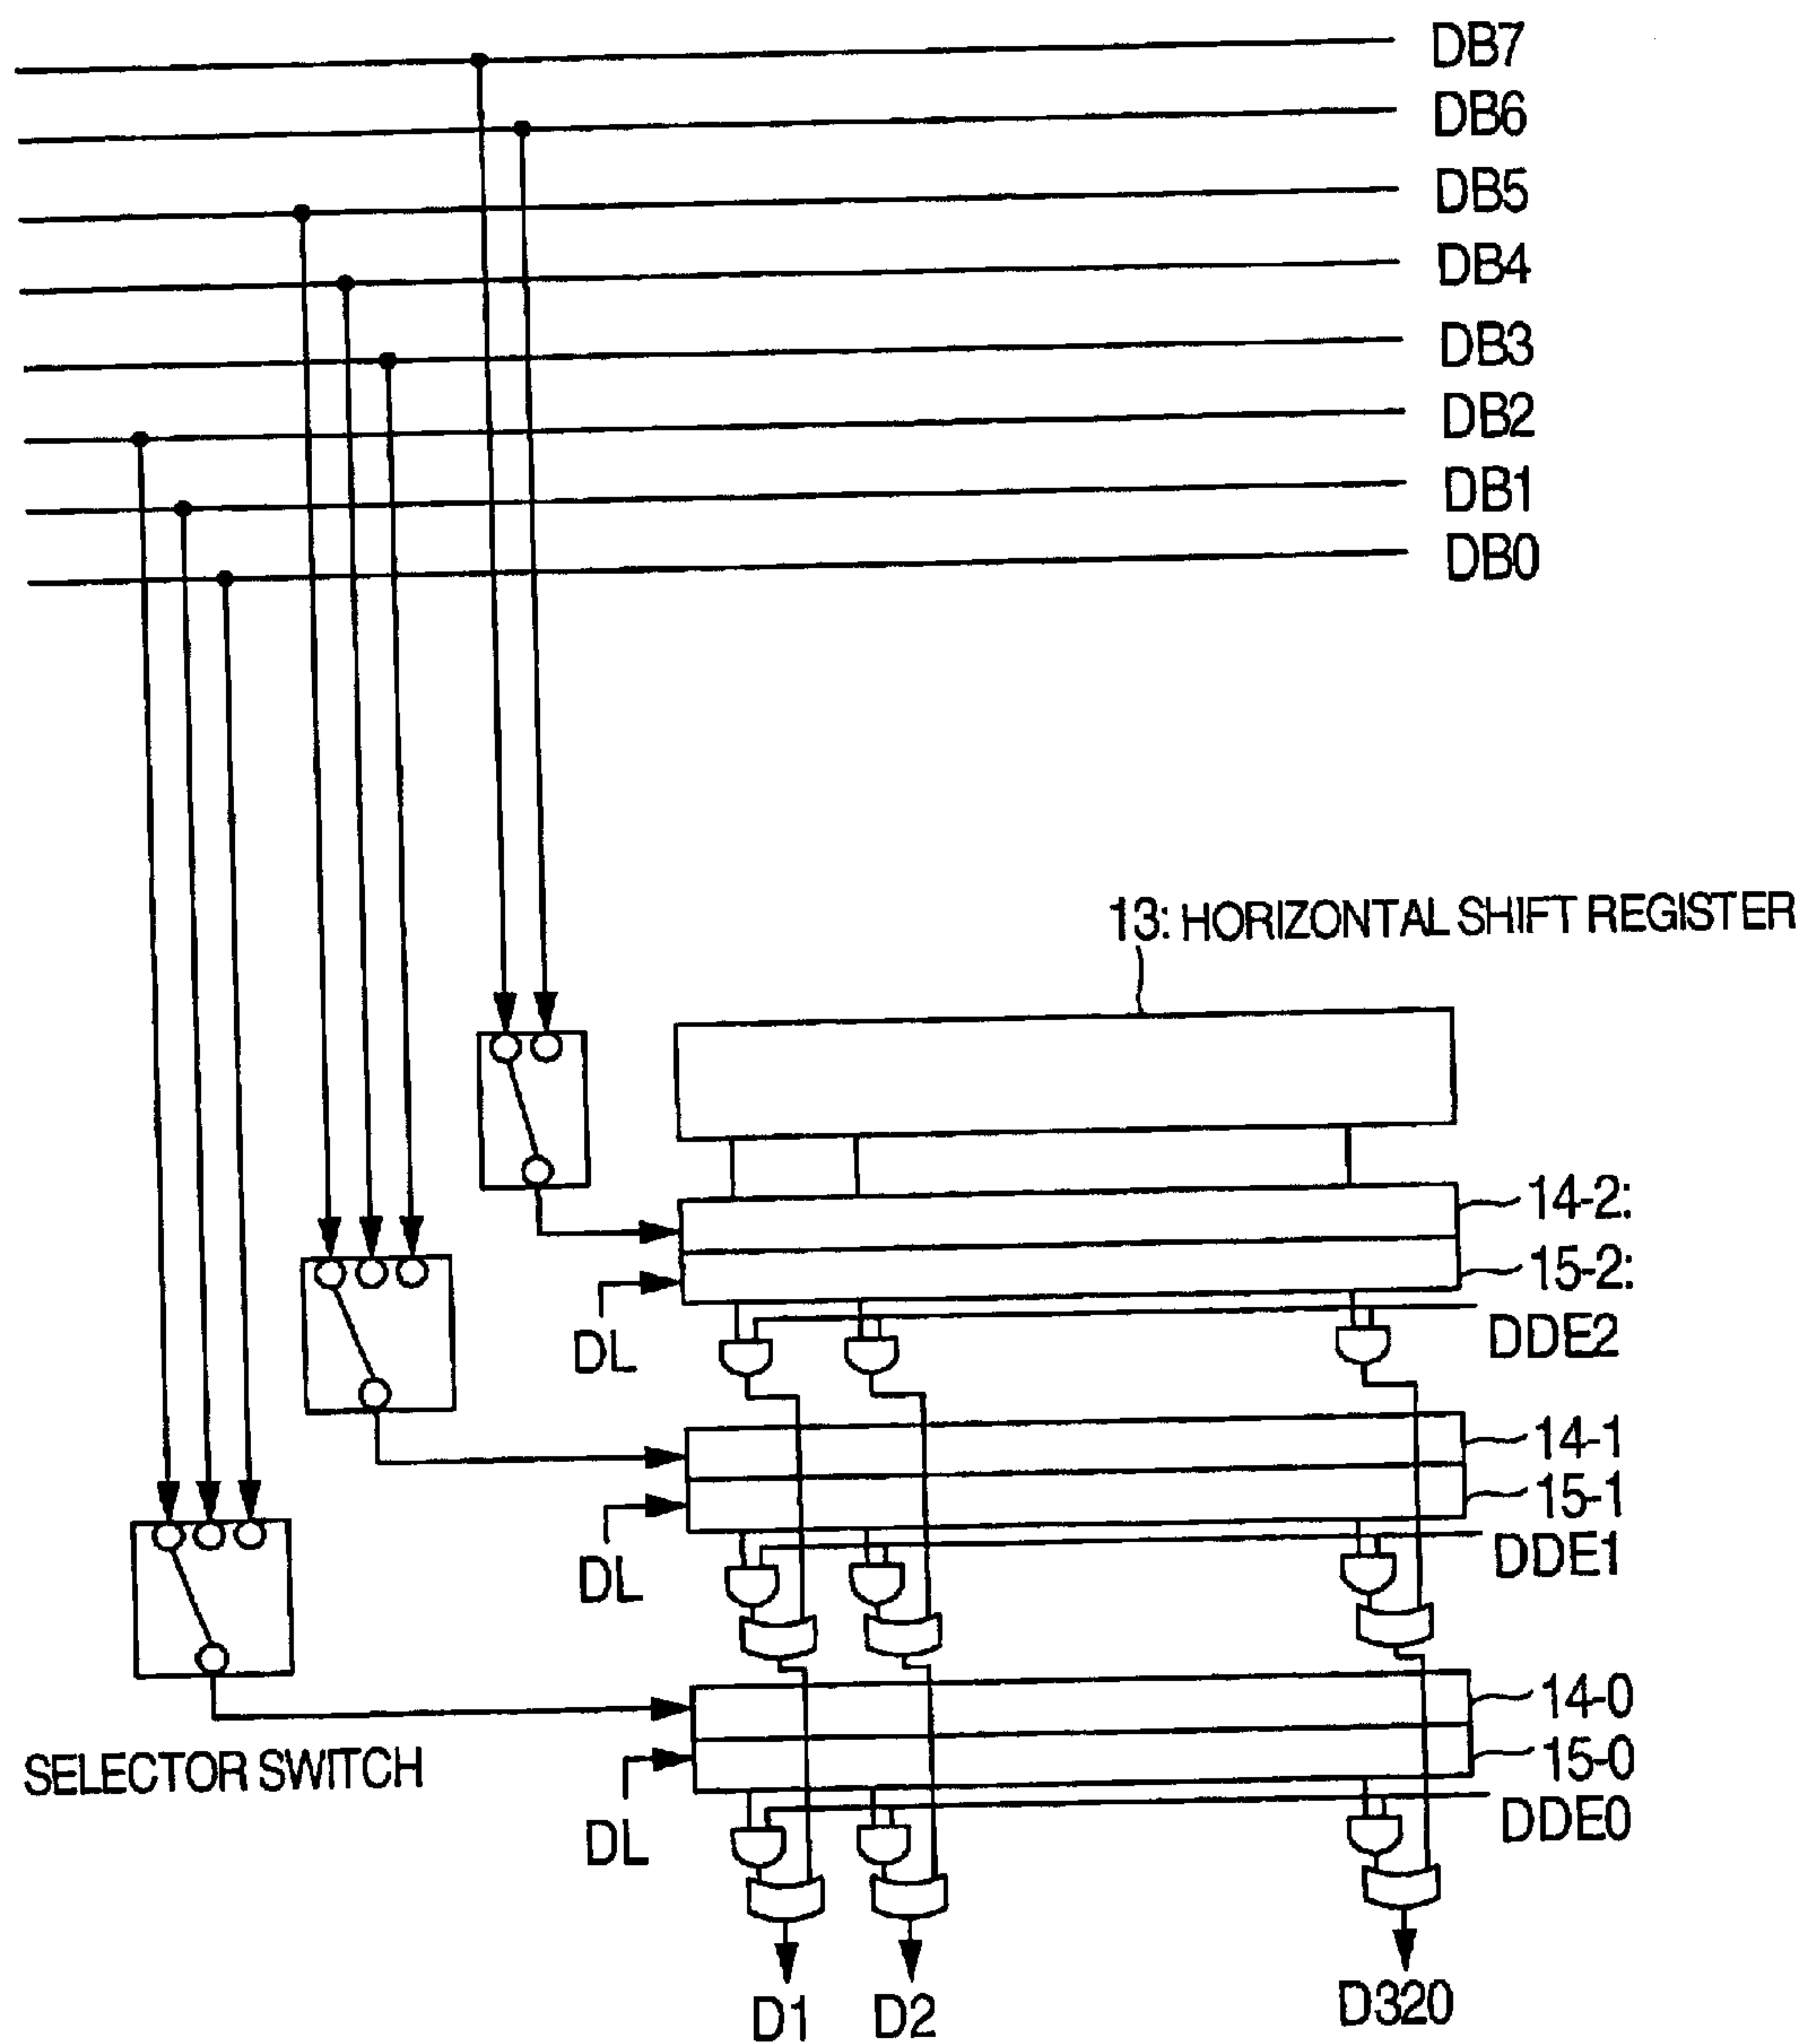 DB7
DB6
DB5
DB4
DB3
DB2
DB1
DB0
13: HORIZONTAL SHIFT REGISTER
14-2:
15-2:
DL
DDE2
14-1
15-1
DL
DDE1
14-0
SELECTOR SWITCH
15-0
DL
DDE0
D1
D2
D320